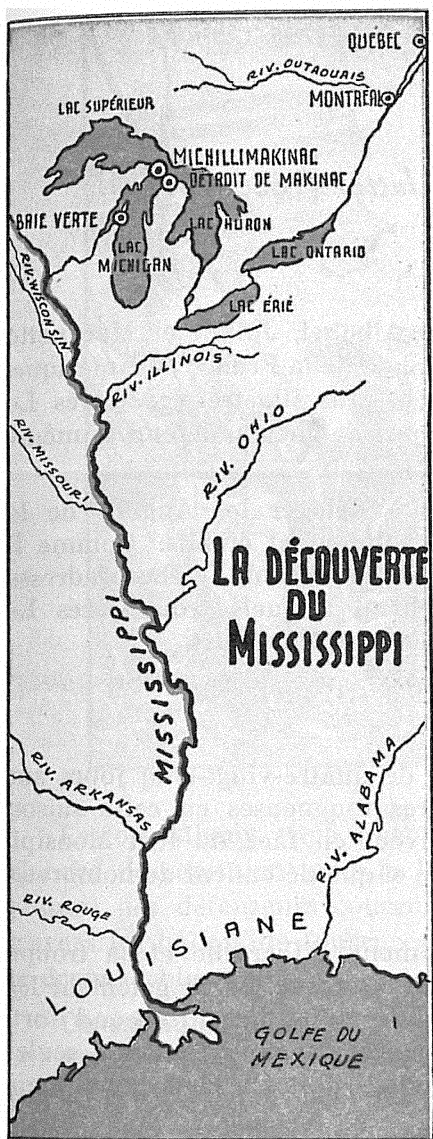 QUÉBEC
RIV. OUTAOUAIS
MONTRÉAL
LAC SUPÉRIEUR
MICHILLIMAKINAC
DÉTROIT DE MAKINAC
BAIE VERTE
LAC HURON
LAC
MICHIGAN
LAC ONTARIO
LAC ÉRIÉ
RIV. WISCONSIN
RIV. ILLINOIS
RIV. MISSOURI
RIV. OHIO
LA DÉCOUVERTE
DU
MISSISSIPPI
MISSISSIPPI
RIV. ARKANSAS
RIV. ALABAMA
RIV. ROUGE
LOUISIANE
GOLFE DU
MEXIQUE